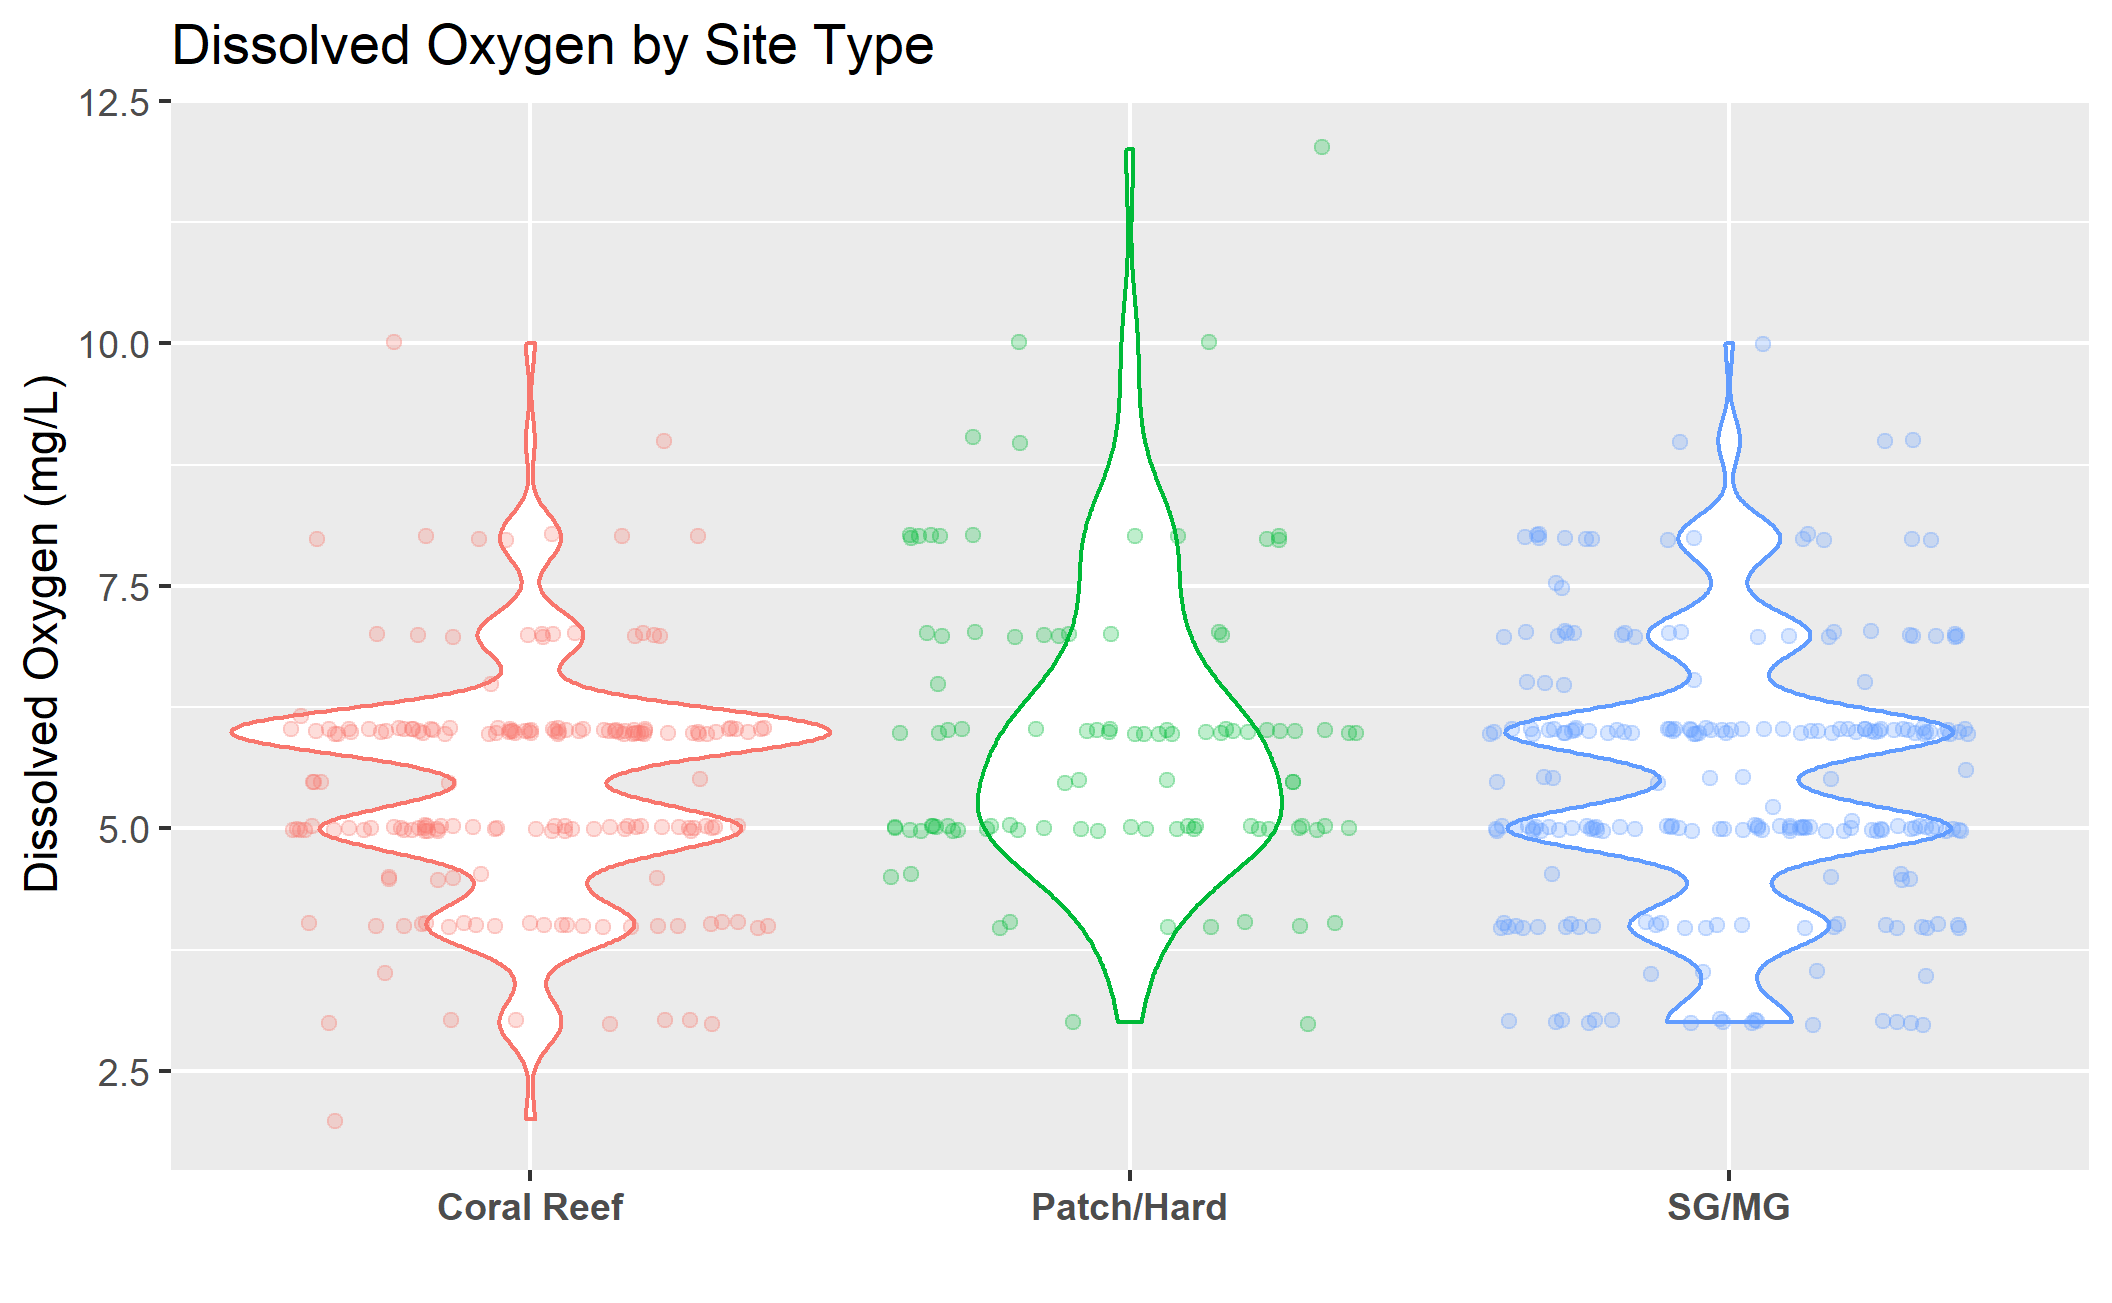 Dissolved Oxygen by Site Type
Dissolved Oxygen (mg/L)
12.5
10.0
7.5
5.0
2.5
Coral Reef
Patch/Hard
SG/MG